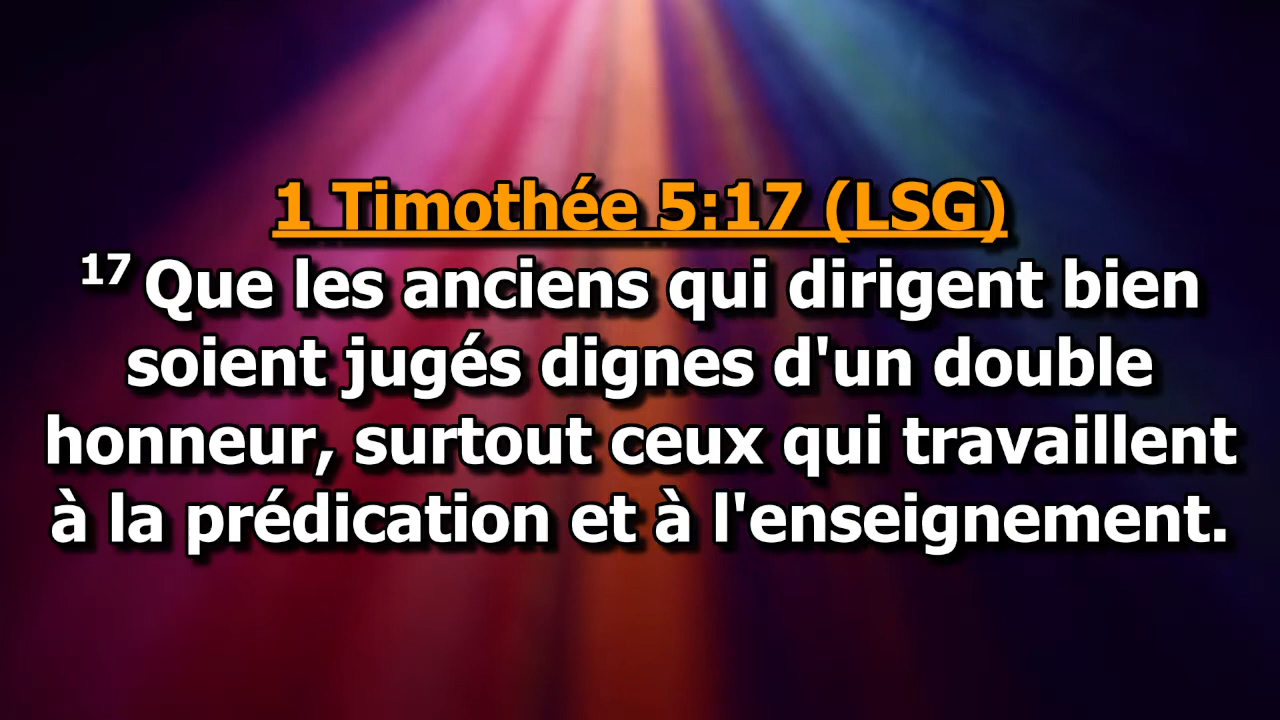 1 Timothée 5:17 (LSG)
17 Que les anciens qui dirigent bien
soient jugés dignes d'un double
honneur, surtout ceux qui travaillent
à la prédication et à l'enseignement.